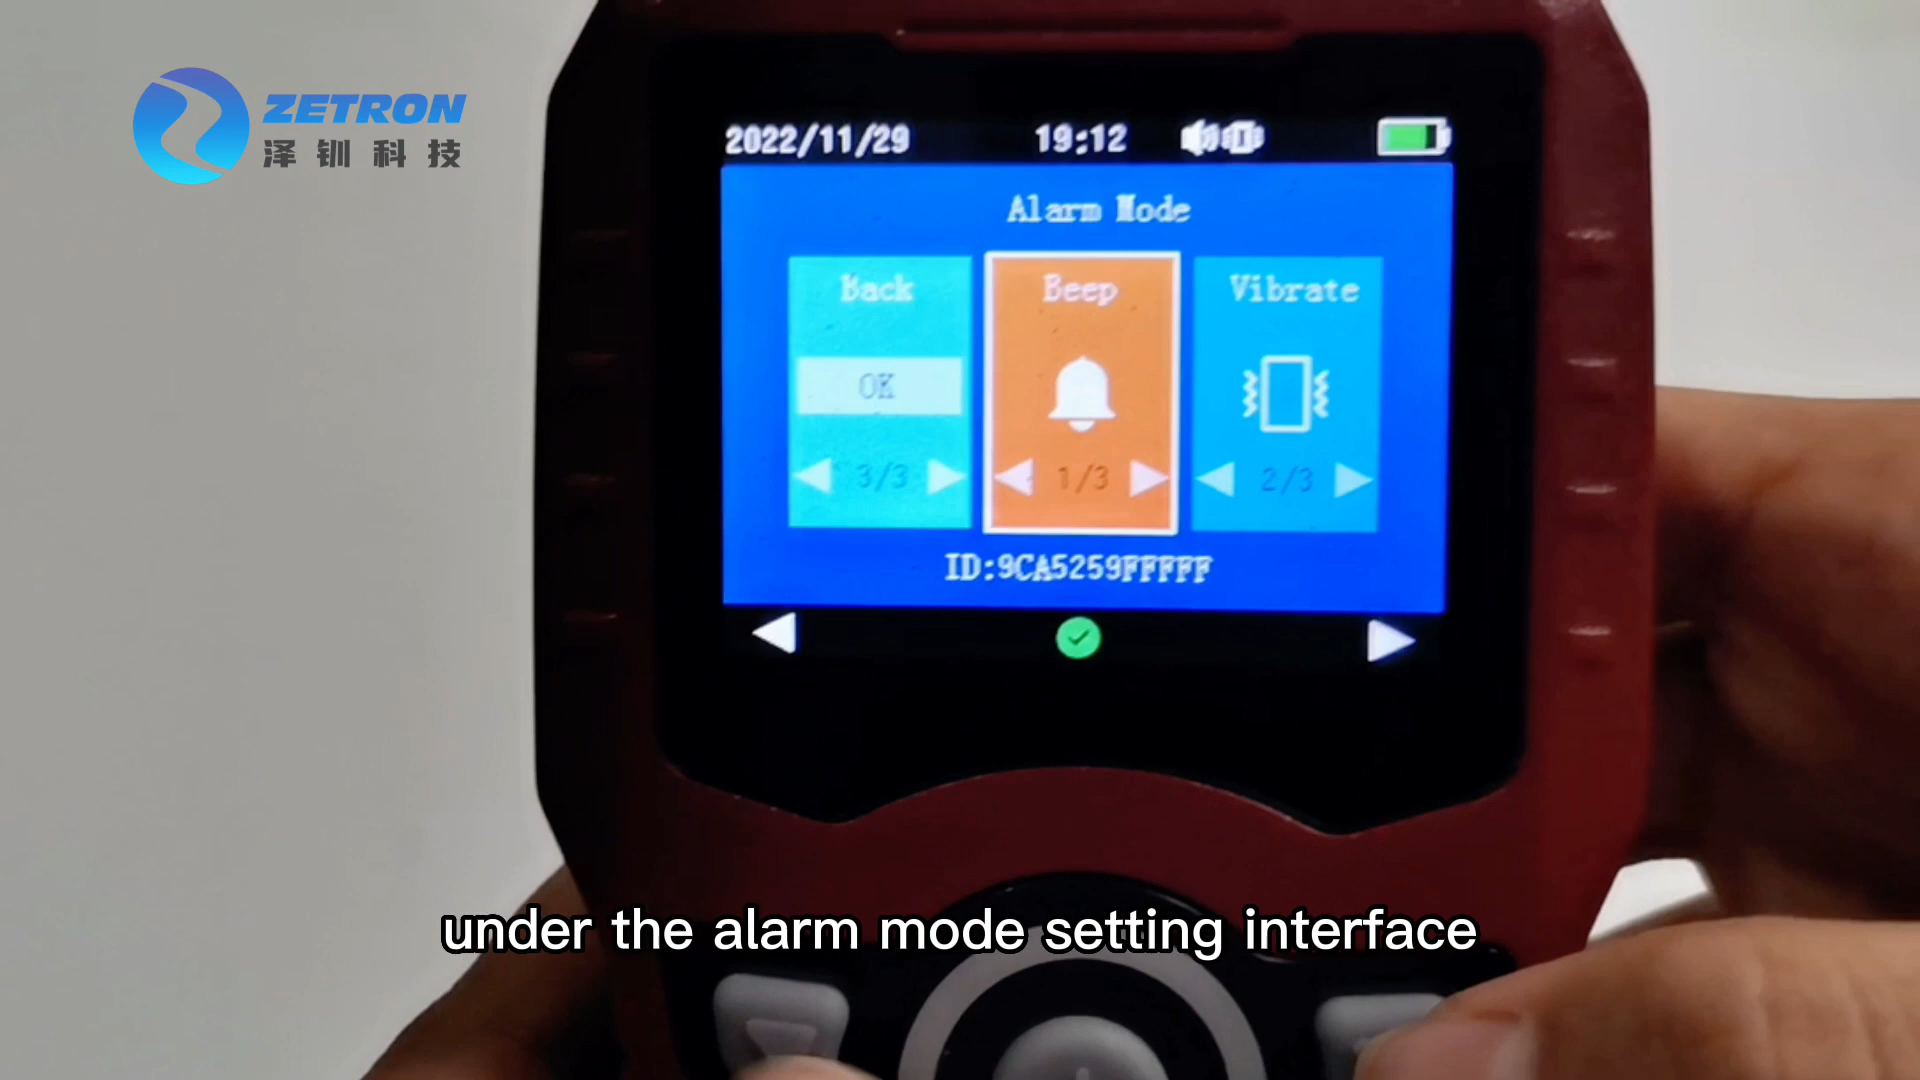 ZETRON
泽钏科技
2022/11/29 19:12
Alarm Mode
Back Beep Vibrate
OK
3/3 1/3 2/3
ID:9CA5259FFFFF
under the alarm mode setting interface